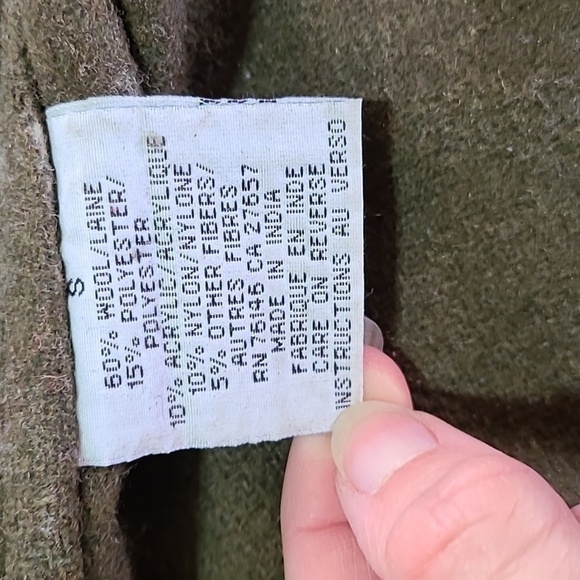 S
60% WOOL/LAINE
15% POLYESTER/
POLYESTER
10% ACRYLIC/ACRYLIQUE
10% NYLON/NYLONE
5% OTHER FIBERS/
AUTRES FIBRES
RN 76146 CA 27657
MADE IN INDIA
FABRIQUE EN INDE
CARE ON REVERSE
INSTRUCTIONS AU VERSO